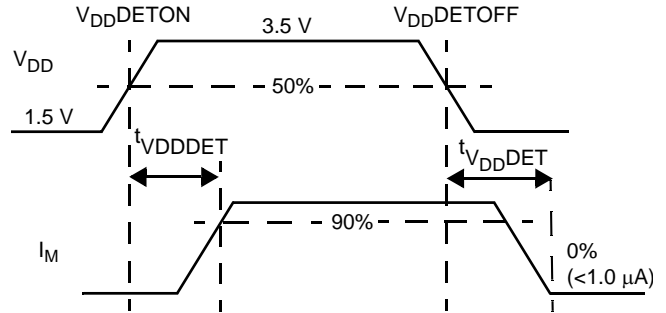 VDDDETON VDDDETOFF
3.5 V
VDD
50%
1.5 V
tVDDDET tVDDDET
90%
IM
0%
(<1.0 µA)